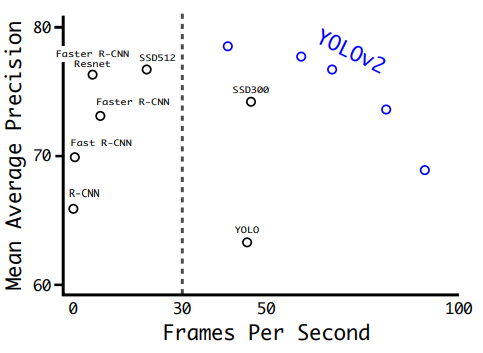 Mean Average Precision
80
70
60
Faster R-CNN
Resnet
SSD512
Faster R-CNN
Fast R-CNN
R-CNN
SSD300
YOLO
YOLOv2
0
30
50
100
Frames Per Second